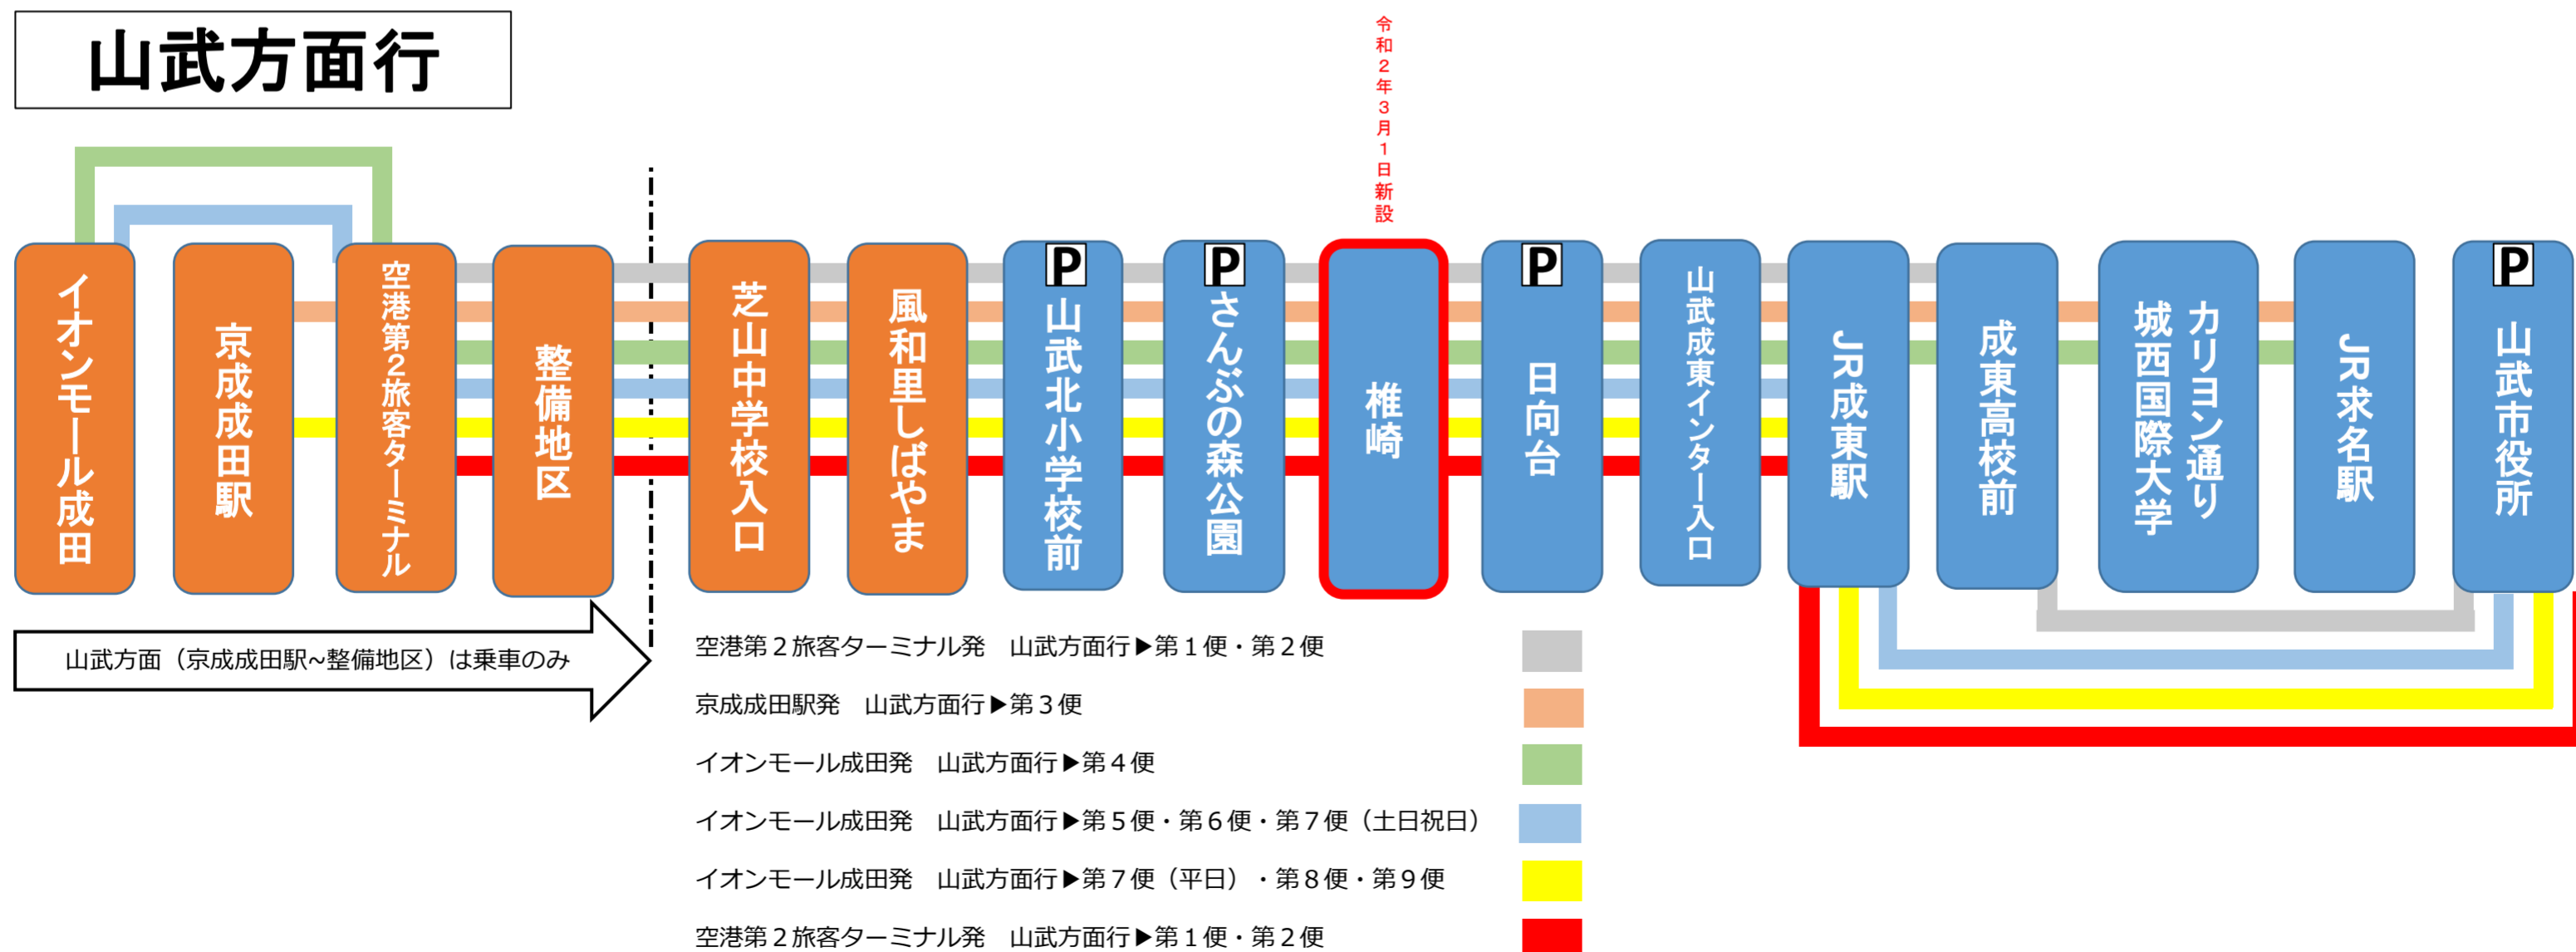 山武方面行
令和２年３月１日新設
イオンモール成田
京成成田駅
空港第２旅客ターミナル
整備地区
芝山中学校入口
風和里しばやま
P
山武北小学校前
P
さんぶの森公園
椎崎
P
日向台
山武成東インター入口
JR成東駅
成東高校前
カリヨン通り
城西国際大学
JR求名駅
P
山武市役所
山武方面（京成成田駅~整備地区）は乗車のみ
空港第２旅客ターミナル発　山武方面行▶第１便・第２便
京成成田駅発　山武方面行▶第３便
イオンモール成田発　山武方面行▶第４便
イオンモール成田発　山武方面行▶第５便・第６便・第７便（土日祝日）
イオンモール成田発　山武方面行▶第７便（平日）・第８便・第９便
空港第２旅客ターミナル発　山武方面行▶第１便・第２便